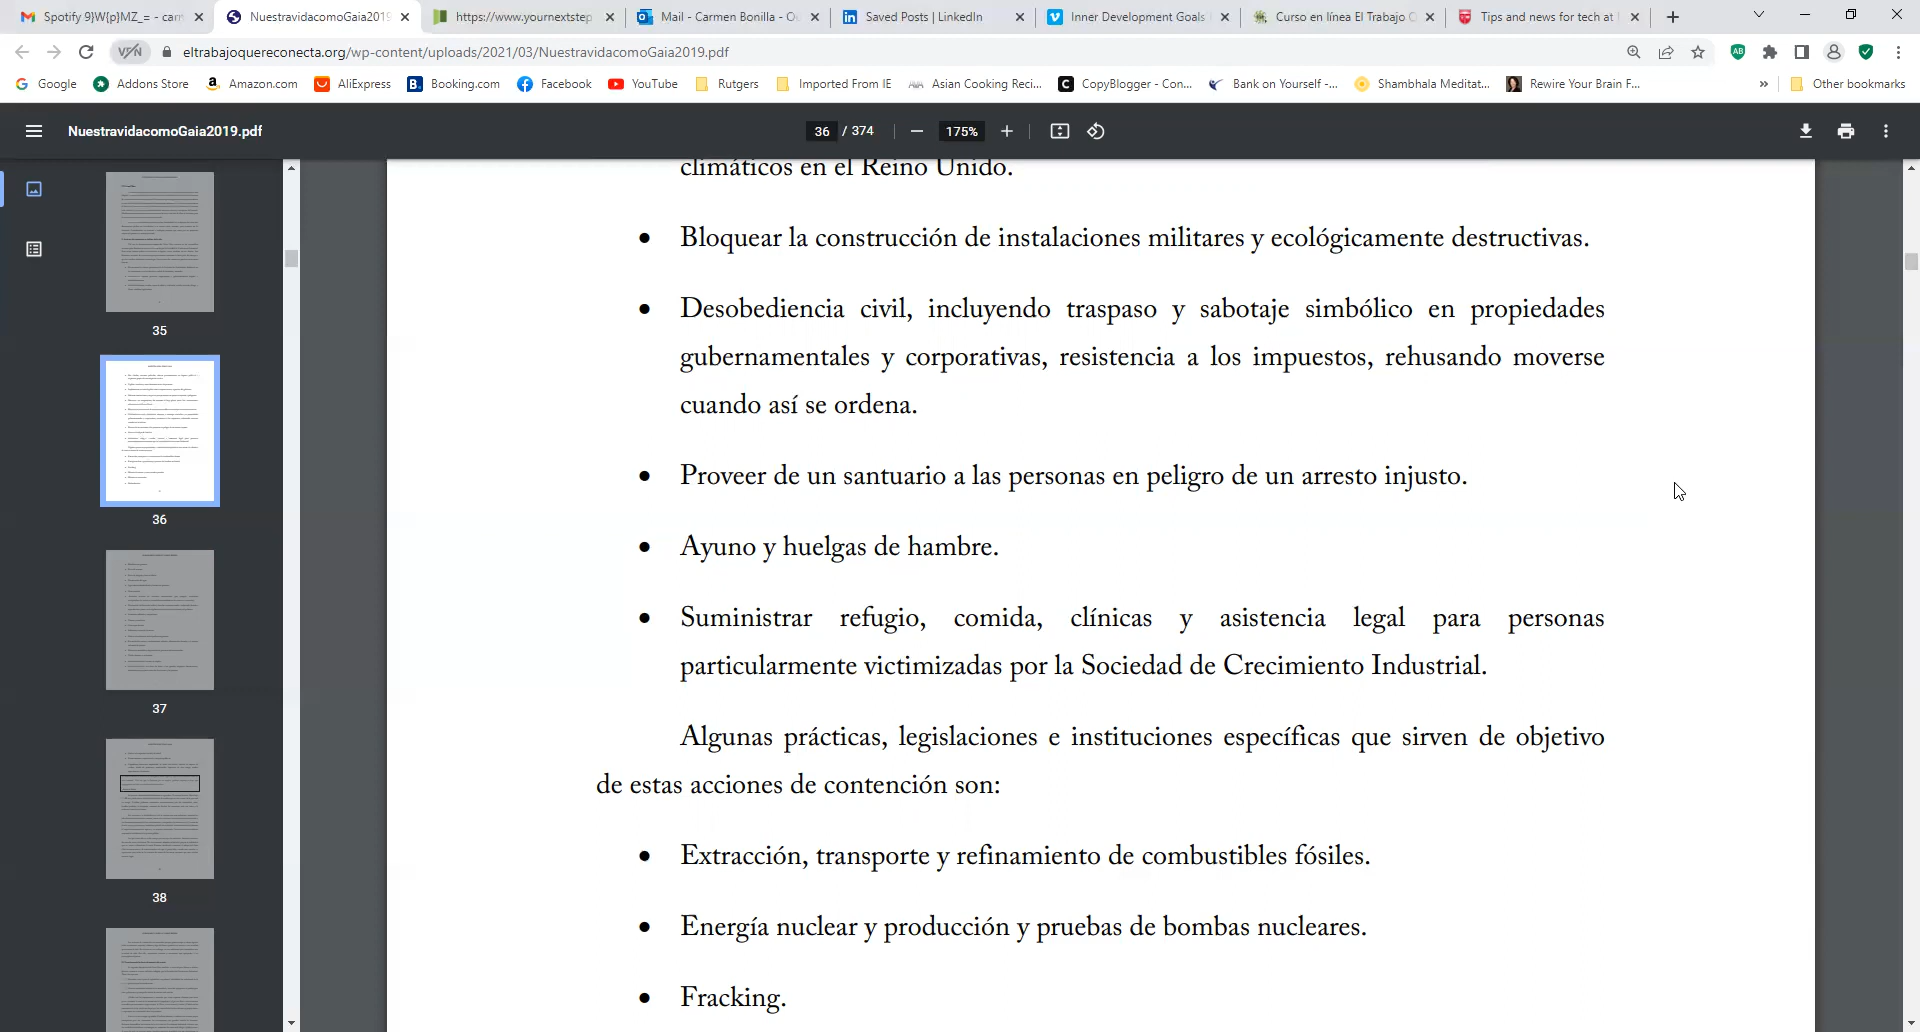 Spotify 9}W{p}MZ_= - can
NuestravidacomoGaia2019
https://www.yournextstep
Mail - Carmen Bonilla - O
Saved Posts | LinkedIn
Inner Development Goals
Curso en línea El Trabajo
Tips and news for tech at
VPN
eltrabajoquereconecta.org/wp-content/uploads/2021/03/NuestravidacomoGaia2019.pdf
Google
Addons Store
Amazon.com
AliExpress
Booking.com
Facebook
YouTube
Rutgers
Imported From IE
Asian Cooking Reci...
CopyBlogger - Con...
Bank on Yourself -...
Shambhala Meditat...
Rewire Your Brain F...
»
Other bookmarks
NuestravidacomoGaia2019.pdf
36 / 374
175%
35
36
37
38
climáticos en el Reino Unido.
• Bloquear la construcción de instalaciones militares y ecológicamente destructivas.
• Desobediencia civil, incluyendo traspaso y sabotaje simbólico en propiedades
gubernamentales y corporativas, resistencia a los impuestos, rehusando moverse
cuando así se ordena.
• Proveer de un santuario a las personas en peligro de un arresto injusto.
• Ayuno y huelgas de hambre.
• Suministrar refugio, comida, clínicas y asistencia legal para personas
particularmente victimizadas por la Sociedad de Crecimiento Industrial.
Algunas prácticas, legislaciones e instituciones específicas que sirven de objetivo
de estas acciones de contención son:
• Extracción, transporte y refinamiento de combustibles fósiles.
• Energía nuclear y producción y pruebas de bombas nucleares.
• Fracking.